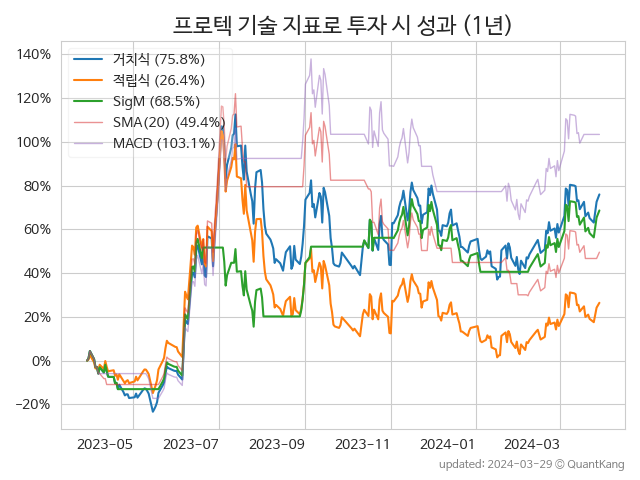 프로텍 기술 지표로 투자 시 성과 (1년)
140%
120%
100%
80%
60%
40%
20%
0%
−20%
거치식 (75.8%)
적립식 (26.4%)
SigM (68.5%)
SMA(20) (49.4%)
MACD (103.1%)
2023−05 2023−07 2023−09 2023−11 2024−01 2024−03
updated: 2024−03−29 ⓒ QuantKang